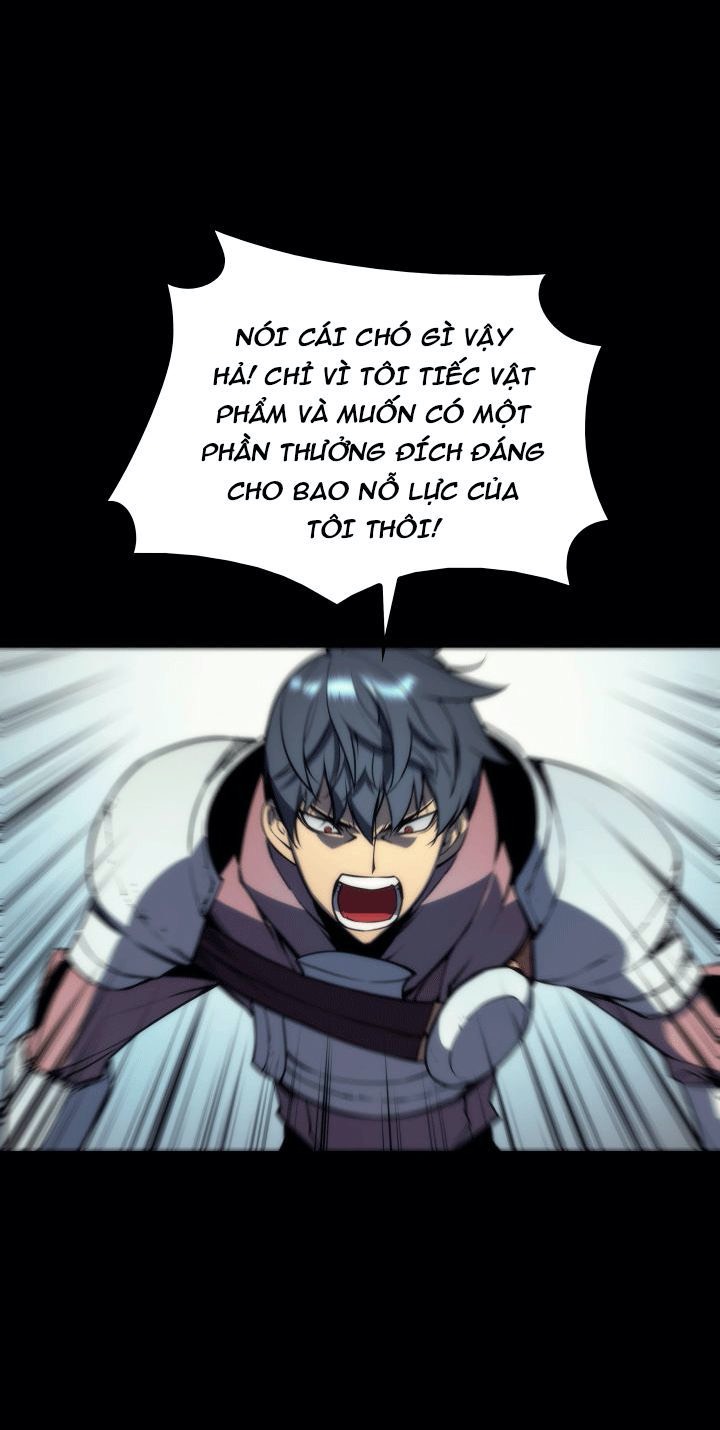 NÓI CÁI CHÓ GÌ VẬY
HẢ! CHỈ VÌ TÔI TIẾC VẬT
PHẨM VÀ MUỐN CÓ MỘT
PHẦN THƯỞNG ĐÍCH ĐÁNG
CHO BAO NỖ LỰC CỦA
TÔI THÔI!